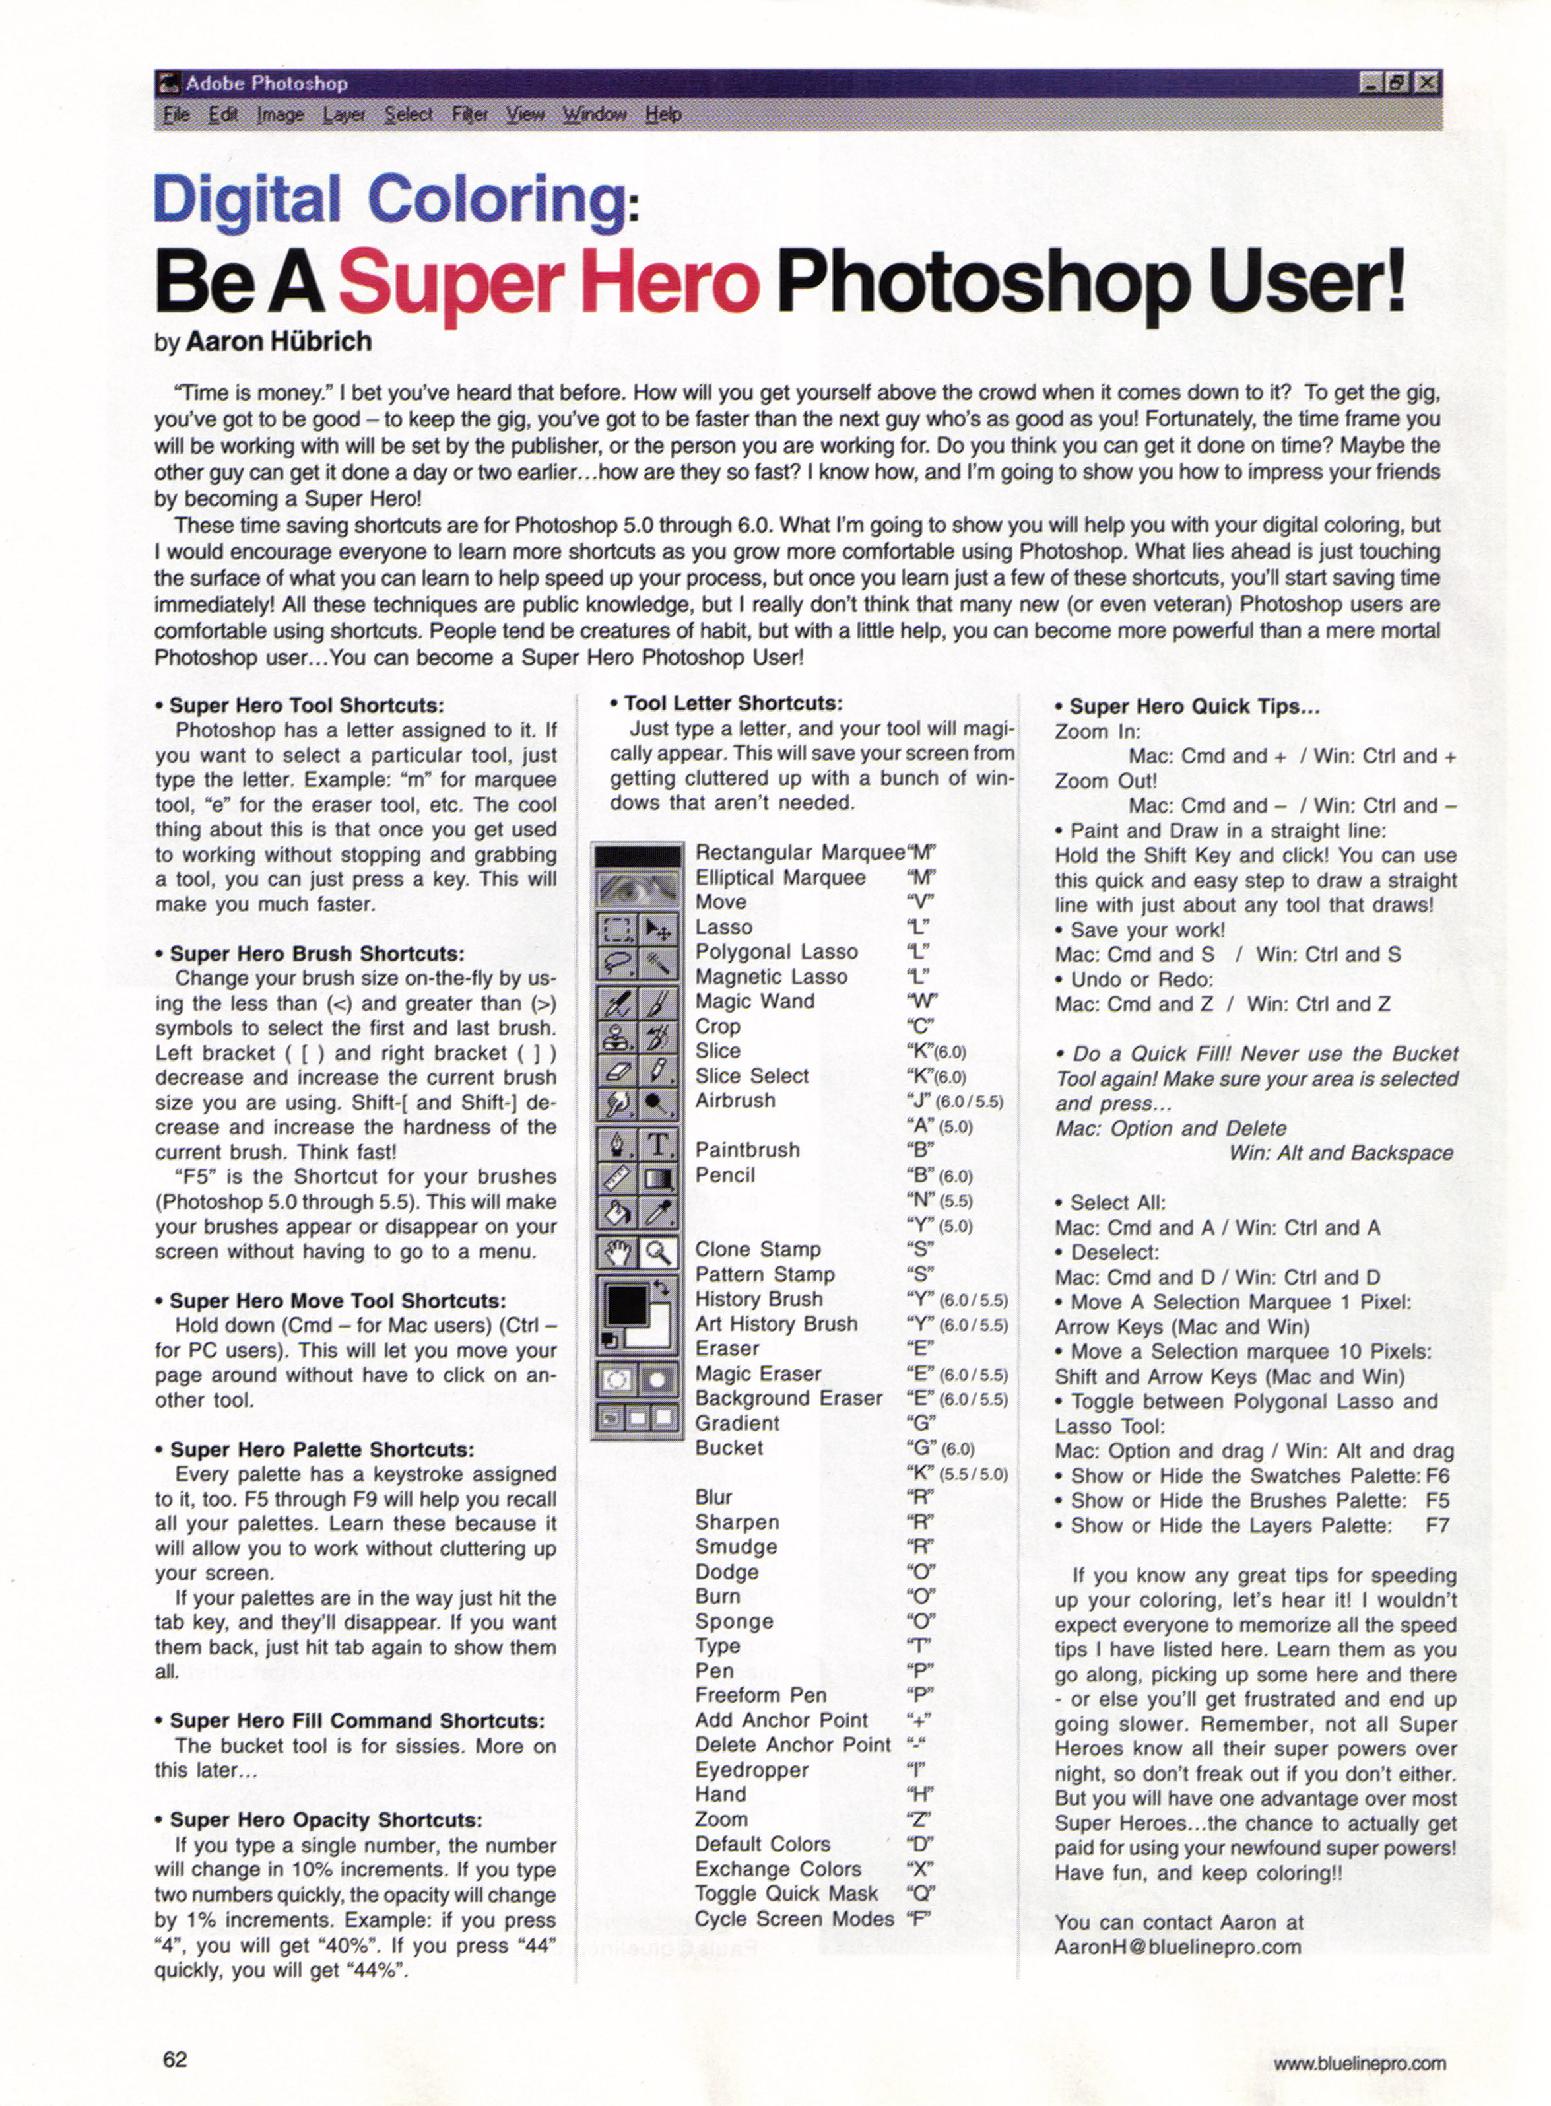 Adobe Photoshop
File Edit Image Layer Select Filter View Window Help
Digital Coloring:
Be A Super Hero Photoshop User!
by Aaron Hübrich
“Time is money.” I bet you’ve heard that before. How will you get yourself above the crowd when it comes down to it? To get the gig,
you’ve got to be good – to keep the gig, you’ve got to be faster than the next guy who’s as good as you! Fortunately, the time frame you
will be working with will be set by the publisher, or the person you are working for. Do you think you can get it done on time? Maybe the
other guy can get it done a day or two earlier...how are they so fast? I know how, and I’m going to show you how to impress your friends
by becoming a Super Hero!
These time saving shortcuts are for Photoshop 5.0 through 6.0. What I’m going to show you will help you with your digital coloring, but
I would encourage everyone to learn more shortcuts as you grow more comfortable using Photoshop. What lies ahead is just touching
the surface of what you can learn to help speed up your process, but once you learn just a few of these shortcuts, you’ll start saving time
immediately! All these techniques are public knowledge, but I really don’t think that many new (or even veteran) Photoshop users are
comfortable using shortcuts. People tend be creatures of habit, but with a little help, you can become more powerful than a mere mortal
Photoshop user...You can become a Super Hero Photoshop User!
• Super Hero Tool Shortcuts:
Photoshop has a letter assigned to it. If
you want to select a particular tool, just
type the letter. Example: “m” for marquee
tool, “e” for the eraser tool, etc. The cool
thing about this is that once you get used
to working without stopping and grabbing
a tool, you can just press a key. This will
make you much faster.
• Super Hero Brush Shortcuts:
Change your brush size on-the-fly by us-
ing the less than (<) and greater than (>)
symbols to select the first and last brush.
Left bracket ( [ ) and right bracket ( ] )
decrease and increase the current brush
size you are using. Shift-[ and Shift-] de-
crease and increase the hardness of the
current brush. Think fast!
“F5” is the Shortcut for your brushes
(Photoshop 5.0 through 5.5). This will make
your brushes appear or disappear on your
screen without having to go to a menu.
• Super Hero Move Tool Shortcuts:
Hold down (Cmd – for Mac users) (Ctrl –
for PC users). This will let you move your
page around without have to click on an-
other tool.
• Super Hero Palette Shortcuts:
Every palette has a keystroke assigned
to it, too. F5 through F9 will help you recall
all your palettes. Learn these because it
will allow you to work without cluttering up
your screen.
If your palettes are in the way just hit the
tab key, and they’ll disappear. If you want
them back, just hit tab again to show them
all.
• Super Hero Fill Command Shortcuts:
The bucket tool is for sissies. More on
this later...
• Super Hero Opacity Shortcuts:
If you type a single number, the number
will change in 10% increments. If you type
two numbers quickly, the opacity will change
by 1% increments. Example: if you press
“4”, you will get “40%”. If you press “44”
quickly, you will get “44%”.
• Tool Letter Shortcuts:
Just type a letter, and your tool will magi-
cally appear. This will save your screen from
getting cluttered up with a bunch of win-
dows that aren’t needed.
Rectangular Marquee “M”
Elliptical Marquee “M”
Move “V”
Lasso “L”
Polygonal Lasso “L”
Magnetic Lasso “L”
Magic Wand “W”
Crop “C”
Slice “K”(6.0)
Slice Select “K”(6.0)
Airbrush “J” (6.0/5.5)
“A” (5.0)
Paintbrush “B”
Pencil “B” (6.0)
“N” (5.5)
“Y” (5.0)
Clone Stamp “S”
Pattern Stamp “S”
History Brush “Y” (6.0/5.5)
Art History Brush “Y” (6.0/5.5)
Eraser “E”
Magic Eraser “E” (6.0/5.5)
Background Eraser “E” (6.0/5.5)
Gradient “G”
Bucket “G” (6.0)
“K” (5.5/5.0)
Blur “R”
Sharpen “R”
Smudge “R”
Dodge “O”
Burn “O”
Sponge “O”
Type “T”
Pen “P”
Freeform Pen “P”
Add Anchor Point “+”
Delete Anchor Point “-“
Eyedropper “I”
Hand “H”
Zoom “Z”
Default Colors “D”
Exchange Colors “X”
Toggle Quick Mask “Q”
Cycle Screen Modes “F”
• Super Hero Quick Tips...
Zoom In:
Mac: Cmd and + / Win: Ctrl and +
Zoom Out!
Mac: Cmd and – / Win: Ctrl and –
• Paint and Draw in a straight line:
Hold the Shift Key and click! You can use
this quick and easy step to draw a straight
line with just about any tool that draws!
• Save your work!
Mac: Cmd and S / Win: Ctrl and S
• Undo or Redo:
Mac: Cmd and Z / Win: Ctrl and Z
• Do a Quick Fill! Never use the Bucket
Tool again! Make sure your area is selected
and press...
Mac: Option and Delete
Win: Alt and Backspace
• Select All:
Mac: Cmd and A / Win: Ctrl and A
• Deselect:
Mac: Cmd and D / Win: Ctrl and D
• Move A Selection Marquee 1 Pixel:
Arrow Keys (Mac and Win)
• Move a Selection marquee 10 Pixels:
Shift and Arrow Keys (Mac and Win)
• Toggle between Polygonal Lasso and
Lasso Tool:
Mac: Option and drag / Win: Alt and drag
• Show or Hide the Swatches Palette: F6
• Show or Hide the Brushes Palette: F5
• Show or Hide the Layers Palette: F7
If you know any great tips for speeding
up your coloring, let’s hear it! I wouldn’t
expect everyone to memorize all the speed
tips I have listed here. Learn them as you
go along, picking up some here and there
- or else you’ll get frustrated and end up
going slower. Remember, not all Super
Heroes know all their super powers over
night, so don’t freak out if you don’t either.
But you will have one advantage over most
Super Heroes...the chance to actually get
paid for using your newfound super powers!
Have fun, and keep coloring!!
You can contact Aaron at
AaronH@bluelinepro.com
62
www.bluelinepro.com